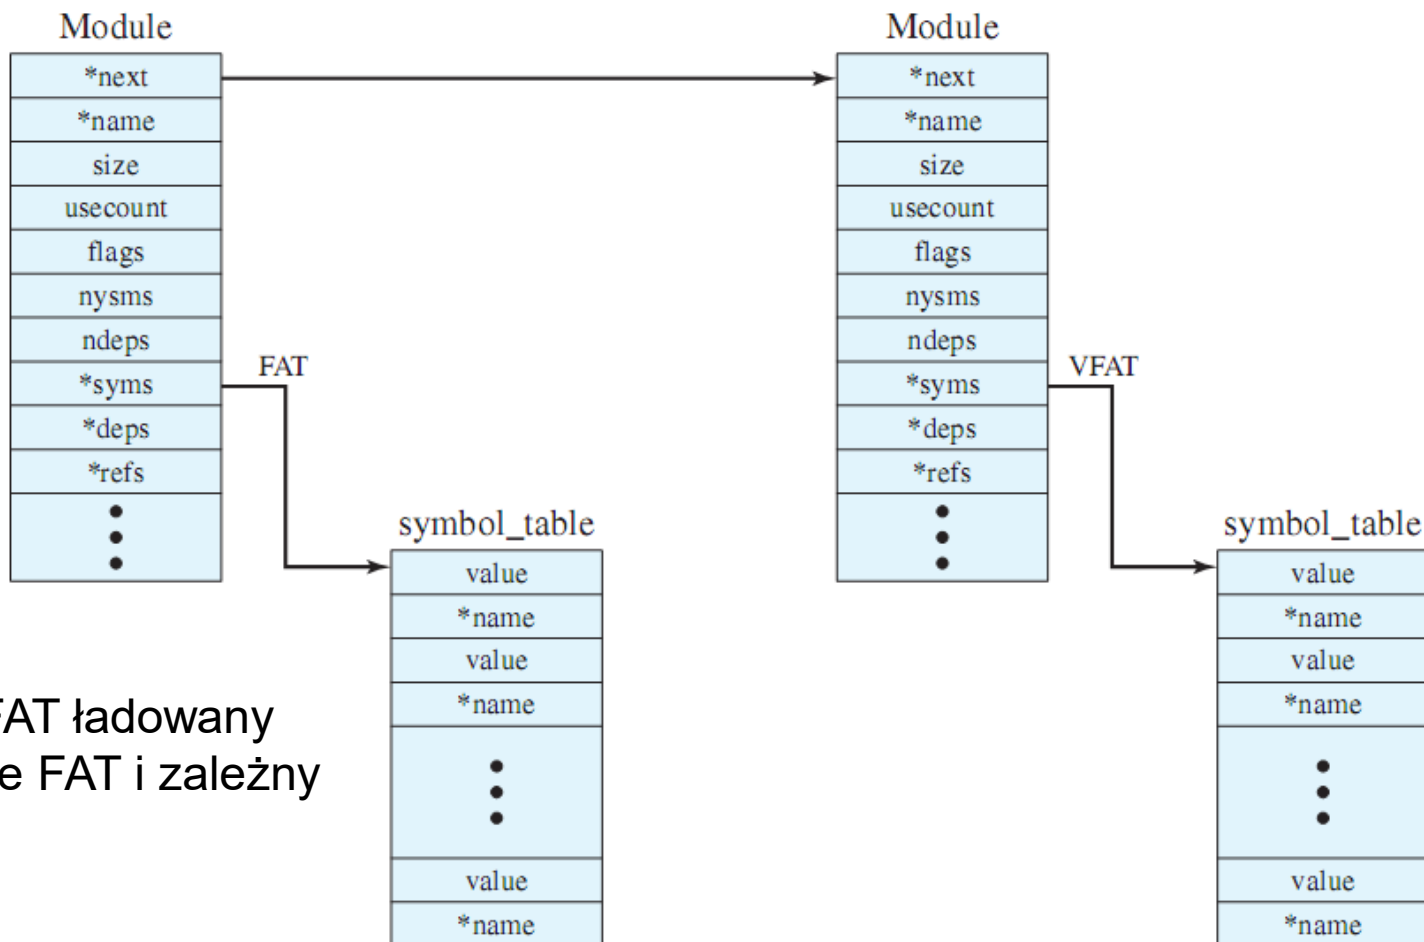 Module
*next
*name
size
usecount
flags
nysms
ndeps
*syms
*deps
*refs
FAT
symbol_table
value
*name
value
*name
value
*name
Module
*next
*name
size
usecount
flags
nysms
ndeps
*syms
*deps
*refs
VFAT
symbol_table
value
*name
value
*name
value
*name
FAT ładowany
e FAT i zależny